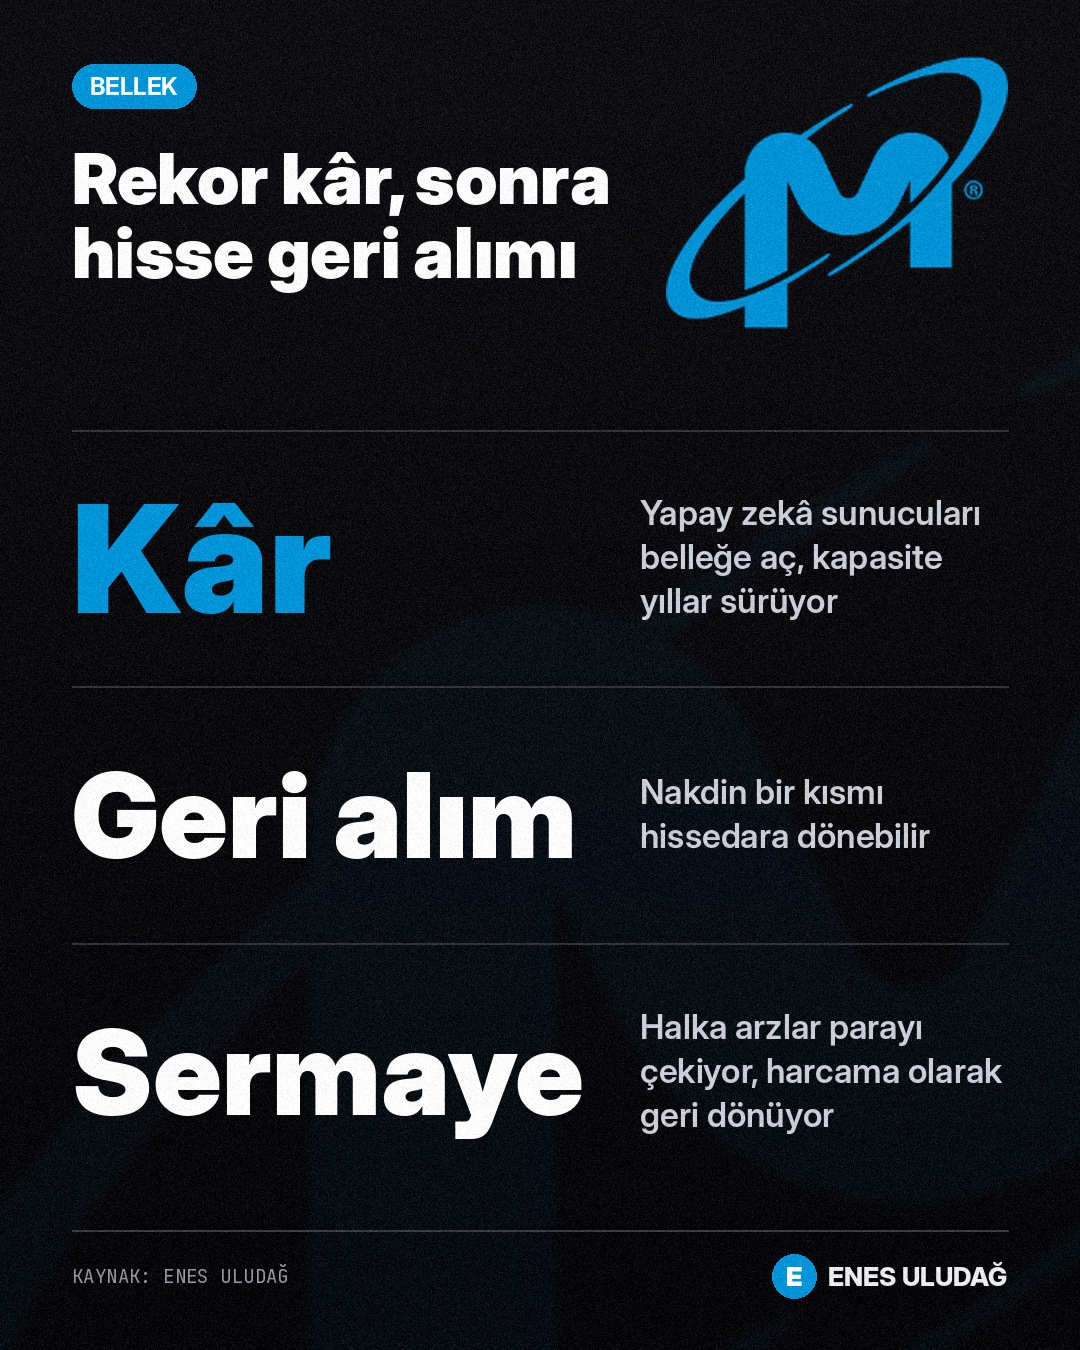 BELLEK
Rekor kâr, sonra
hisse geri alımı
®
Kâr
Yapay zekâ sunucuları
belleğe aç, kapasite
yıllar sürüyor
Geri alım
Nakdin bir kısmı
hissedara dönebilir
Sermaye
Halka arzlar parayı
çekiyor, harcama olarak
geri dönüyor
KAYNAK: ENES ULUDAĞ
E ENES ULUDAĞ